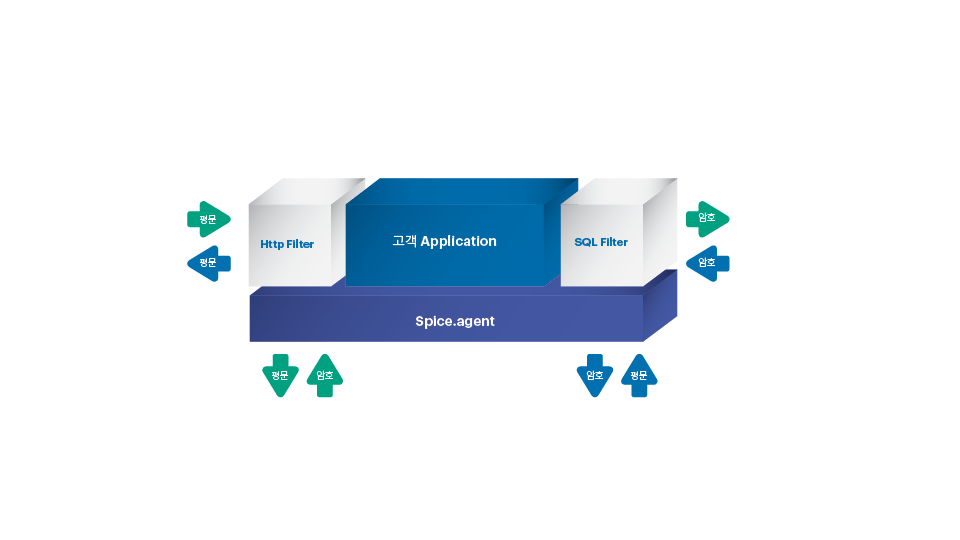 평문
암호
Http Filter
고객 Application
SQL Filter
평문
암호
Spice.agent
평문
암호
암호
평문